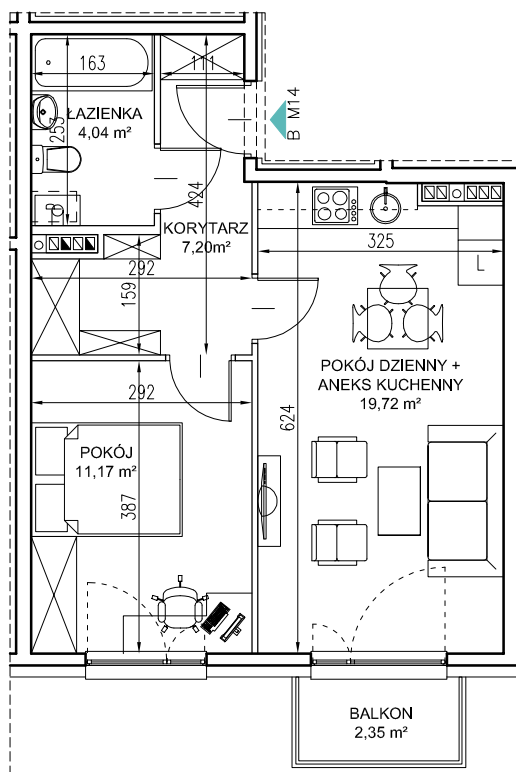 163
111
ŁAZIENKA
4,04 m²
253
B M14
424
KORYTARZ
7,20m²
325
L
292
159
POKÓJ DZIENNY +
ANEKS KUCHENNY
19,72 m²
292
624
POKÓJ
11,17 m²
387
BALKON
2,35 m²